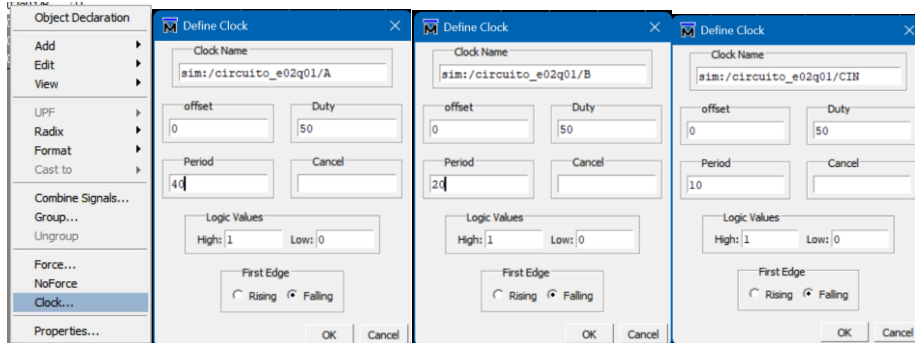 Object Declaration
Add
Edit
View
UPF
Radix
Format
Cast to
Combine Signals...
Group...
Ungroup
Force...
NoForce
Clock...
Properties...
Define Clock
Clock Name
sim:/circuito_e02q01/A
offset
Duty
0
50
Period
Cancel
40
Logic Values
High: 1 Low: 0
First Edge
Rising Falling
OK Cancel
Define Clock
Clock Name
sim:/circuito_e02q01/B
offset
Duty
0
50
Period
Cancel
20
Logic Values
High: 1 Low: 0
First Edge
Rising Falling
OK Cancel
Define Clock
Clock Name
sim:/circuito_e02q01/CIN
offset
Duty
0
50
Period
Cancel
10
Logic Values
High: 1 Low: 0
First Edge
Rising Falling
OK Cancel